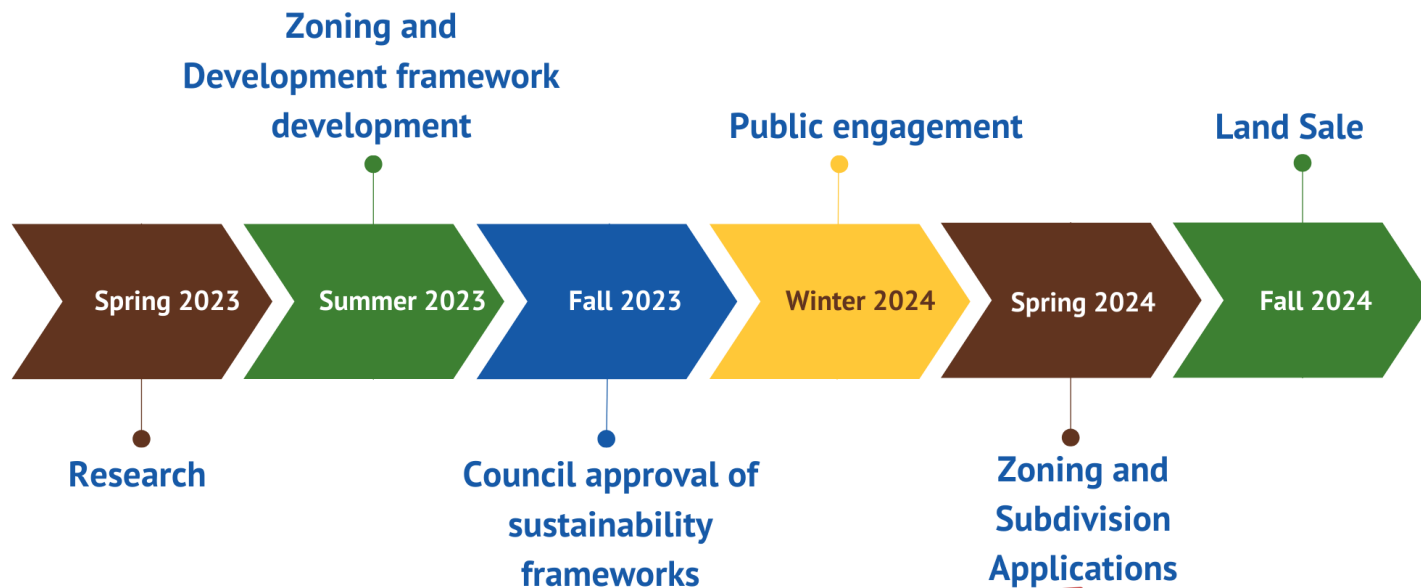 Zoning and
Development framework
development
Public engagement
Land Sale
Spring 2023
Summer 2023
Fall 2023
Winter 2024
Spring 2024
Fall 2024
Research
Council approval of
sustainability
frameworks
Zoning and
Subdivision
Applications